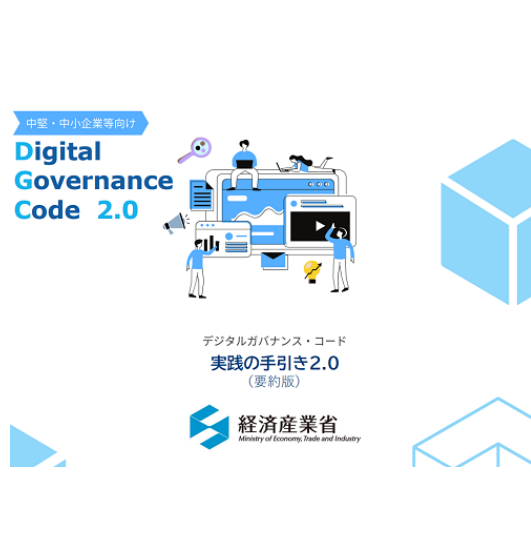 中堅・中小企業等向け
Digital
Governance
Code 2.0
デジタルガバナンス・コード
実践の手引き2.0
（要約版）
経済産業省
Ministry of Economy, Trade and Industry